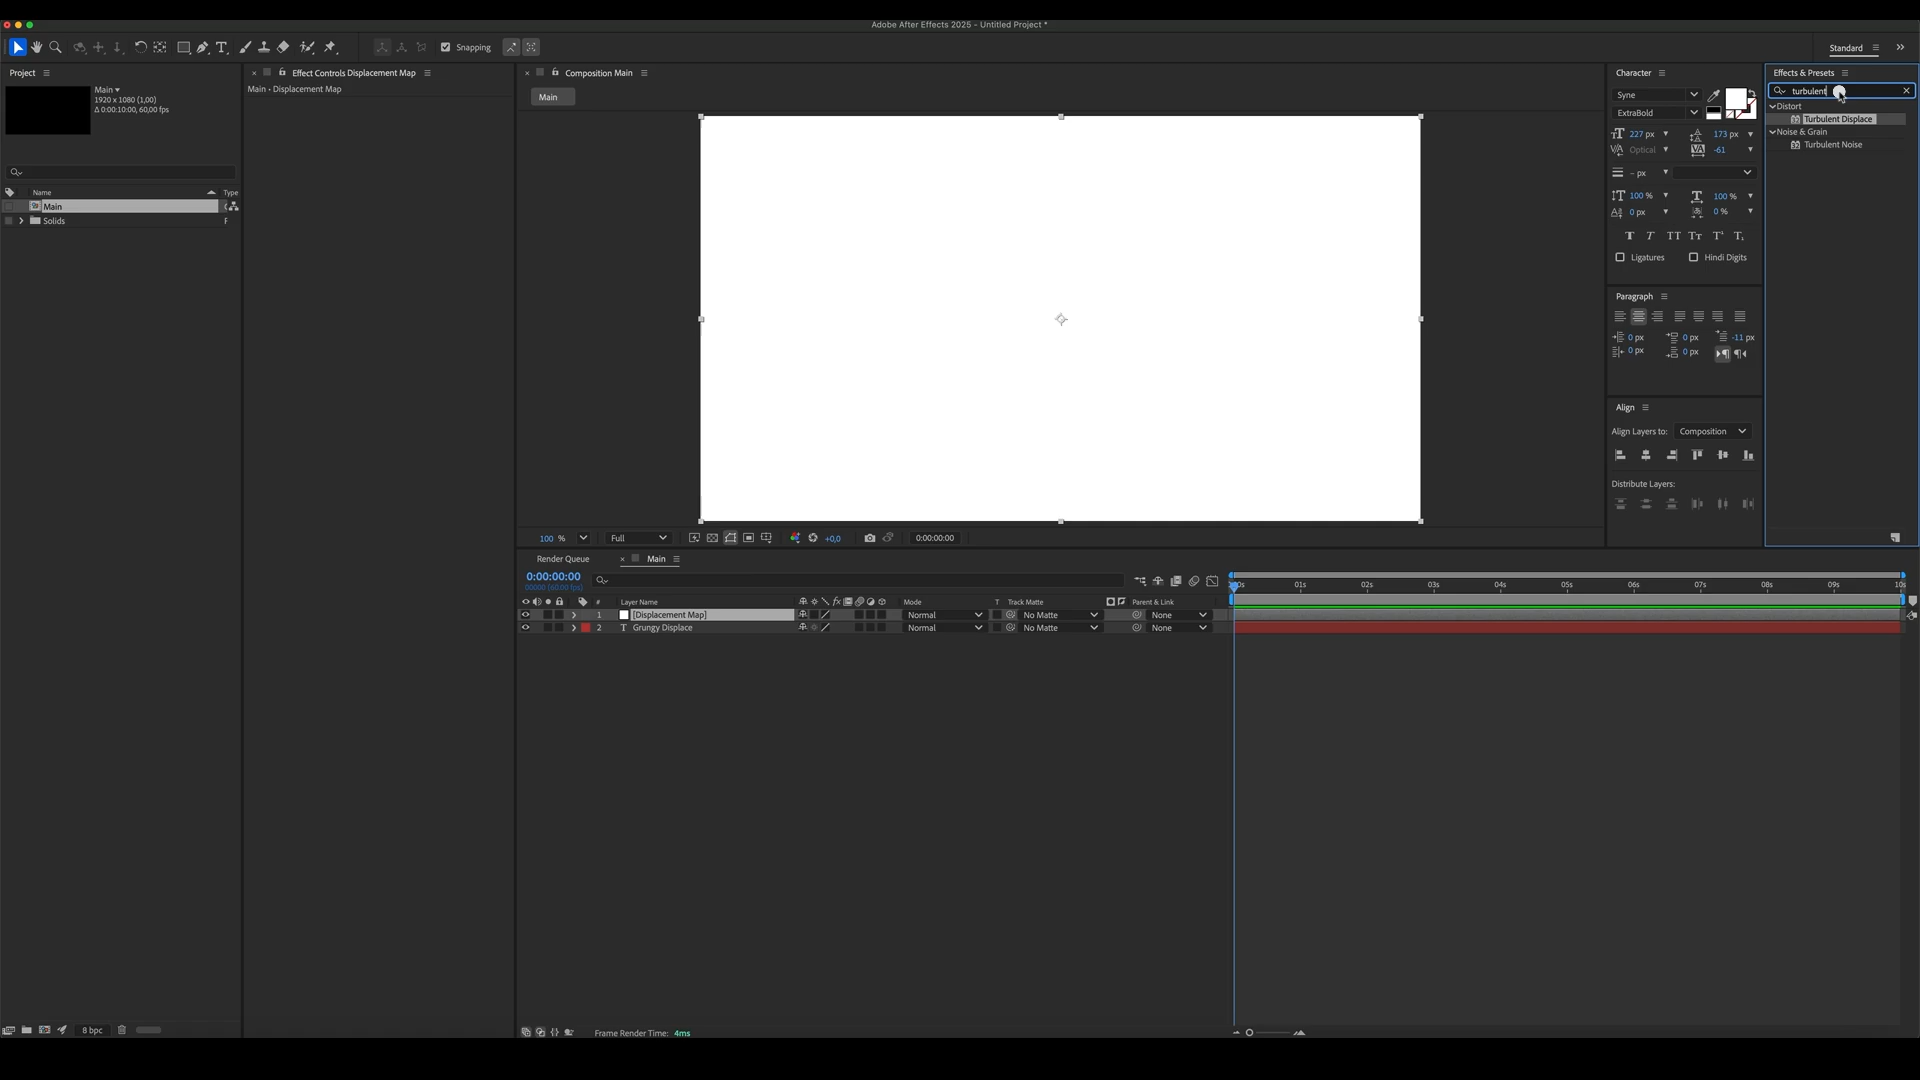 Adobe After Effects 2025 - Untitled Project *
Snapping
Standard
Project
Main
1920 x 1080 (1,00)
Δ 0:00:10:00, 60,00 fps
Name
Type
Main
Solids
F
8 bpc
Effect Controls Displacement Map
Main • Displacement Map
Composition Main
Main
100 %
Full
+0,0
0:00:00:00
Character
Syne
ExtraBold
227 px
173 px
Optical
-61
- px
100 %
100 %
0 px
0 %
Ligatures
Hindi Digits
Paragraph
0 px
0 px
-11 px
0 px
0 px
Align
Align Layers to:
Composition
Distribute Layers:
Effects & Presets
turbulent
Distort
Turbulent Displace
Noise & Grain
Turbulent Noise
Render Queue
Main
0:00:00:00
00000 (60.00 fps)
# Layer Name
Mode
T Track Matte
Parent & Link
1 [Displacement Map] Normal No Matte None
2 T Grungy Displace Normal No Matte None
01s 02s 03s 04s 05s 06s 07s 08s 09s 10s
Frame Render Time: 4ms